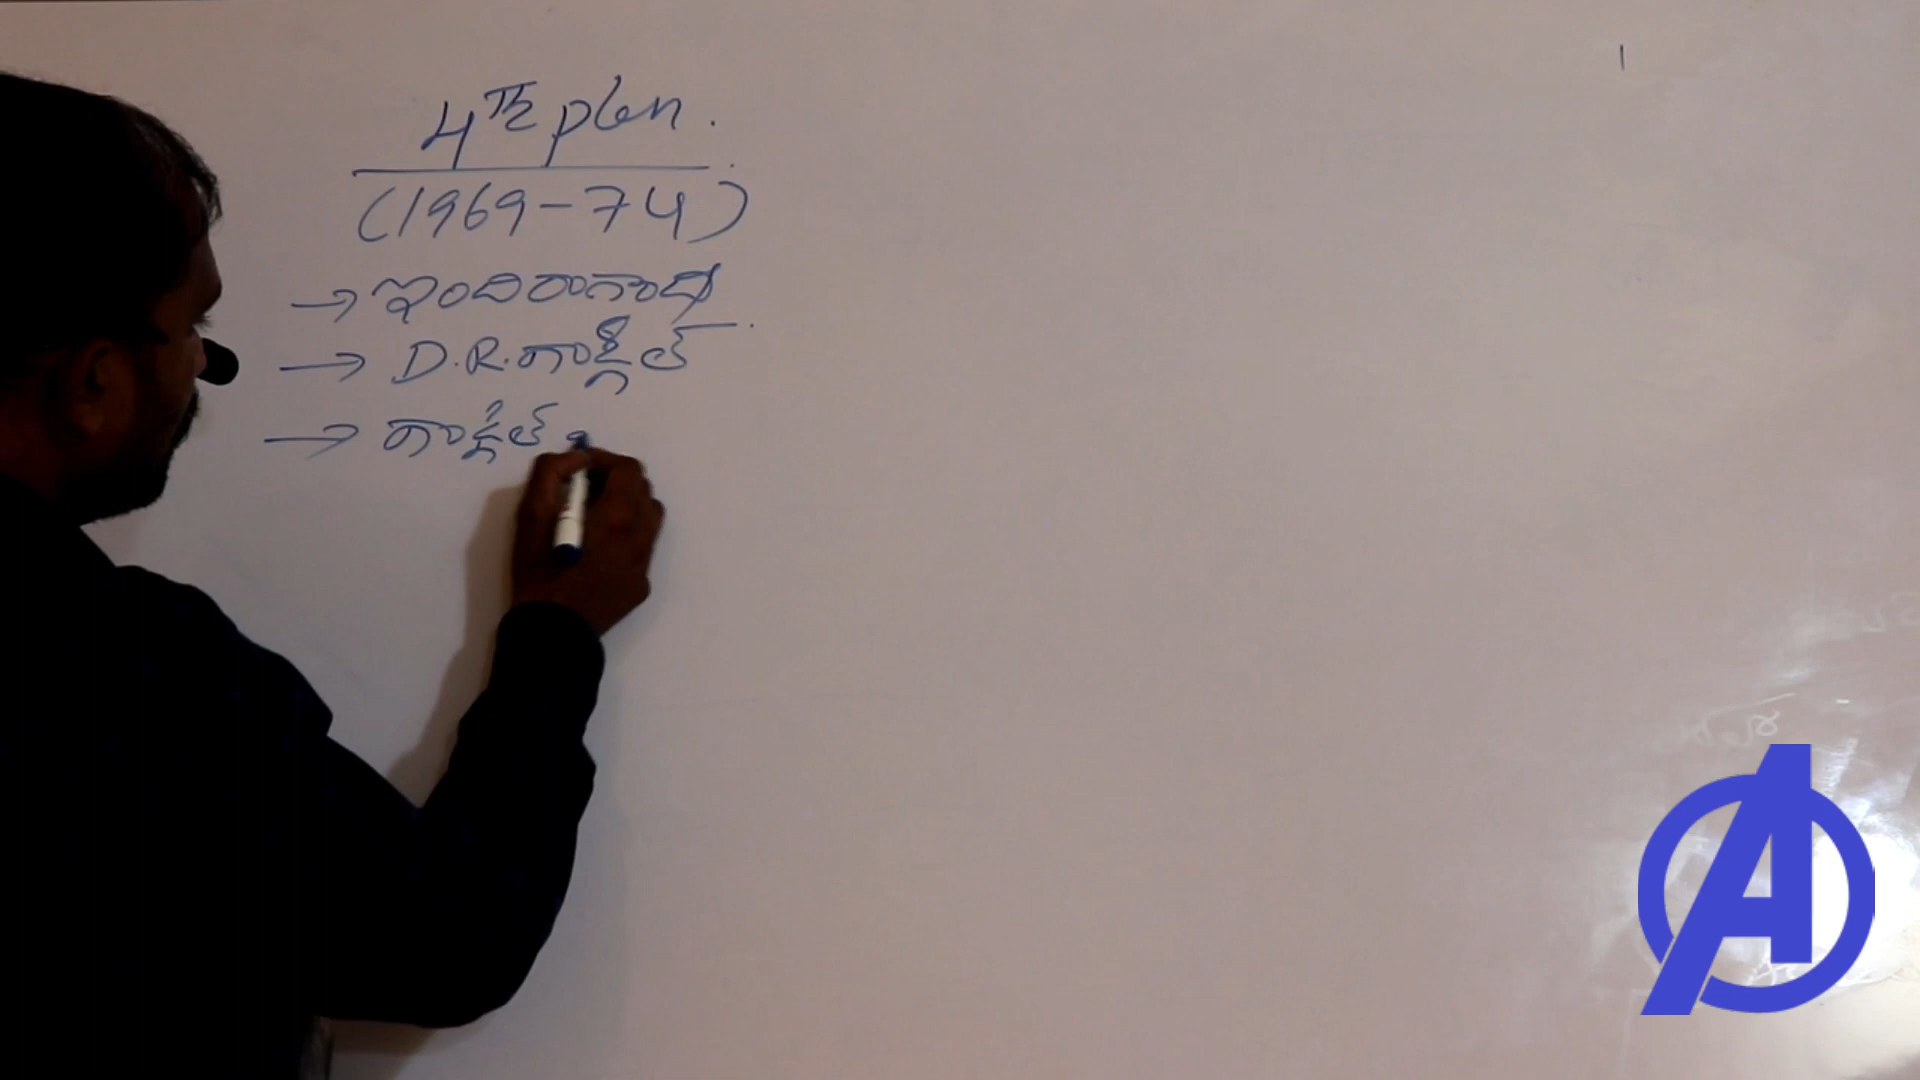 4th plan.
(1969-74)
→ ಇಂದಿರಾಗಾಂಧಿ
→ D.R. ಗಾಡ್ಗಿಲ್
→ ಗಾಡ್ಗಿಲ್